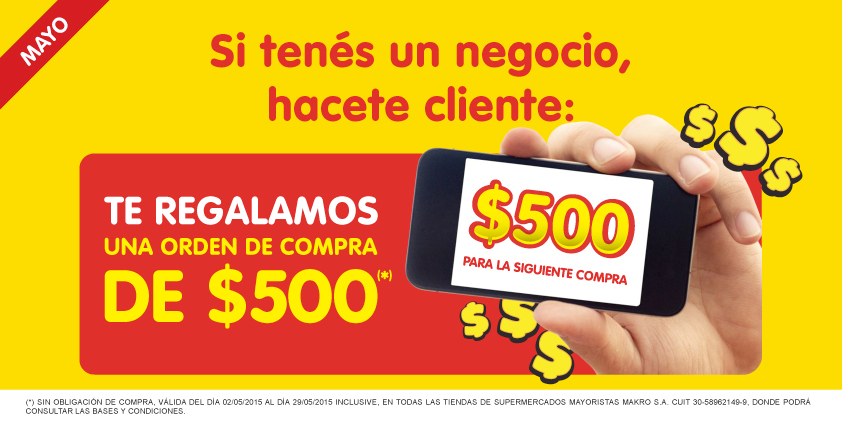 MAYO
Si tenés un negocio,
hacete cliente:
TE REGALAMOS
UNA ORDEN DE COMPRA
DE $500(*)
$500
PARA LA SIGUIENTE COMPRA
(*) SIN OBLIGACIÓN DE COMPRA, VÁLIDA DEL DÍA 02/05/2015 AL DÍA 29/05/2015 INCLUSIVE, EN TODAS LAS TIENDAS DE SUPERMERCADOS MAYORISTAS MAKRO S.A. CUIT 30-58962149-9, DONDE PODRÁ
CONSULTAR LAS BASES Y CONDICIONES.